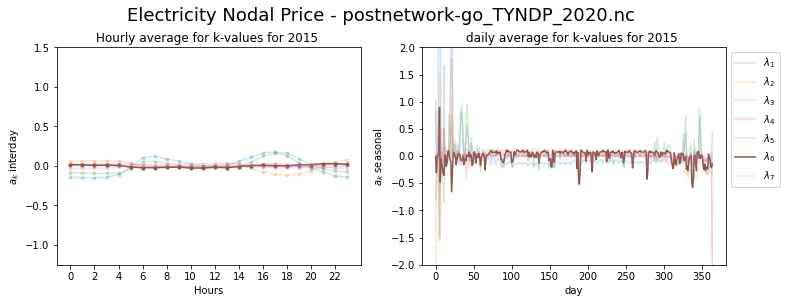 Electricity Nodal Price - postnetwork-go_TYNDP_2020.nc
Hourly average for k-values for 2015
1.5
1.0
0.5
0.0
−0.5
−1.0
a_k interday
0 2 4 6 8 10 12 14 16 18 20 22
Hours
daily average for k-values for 2015
2.0
1.5
1.0
0.5
0.0
−0.5
−1.0
−1.5
−2.0
a_k seasonal
0 50 100 150 200 250 300 350
day
λ₁
λ₂
λ₃
λ₄
λ₅
λ₆
λ₇